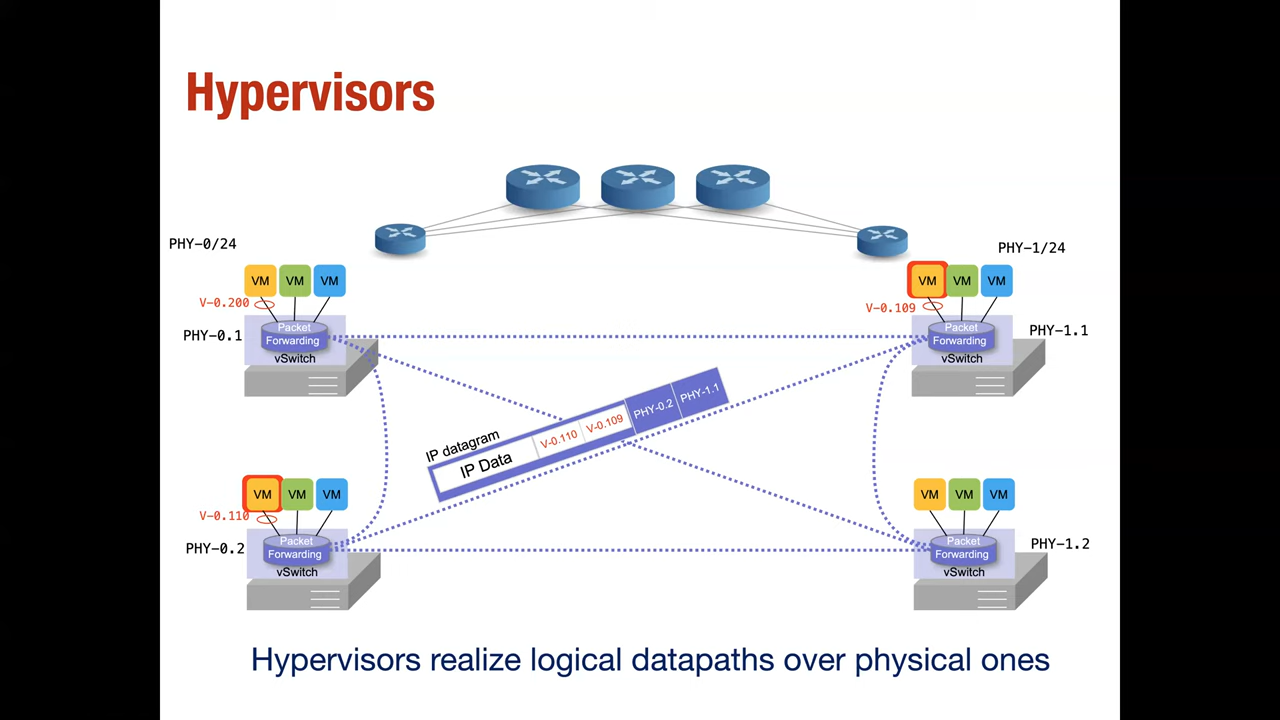 Hypervisors
PHY-0/24
PHY-1/24
VM VM VM
VM VM VM
V-0.200
V-0.109
PHY-0.1
Packet
Forwarding
vSwitch
Packet
Forwarding
vSwitch
PHY-1.1
IP datagram
IP Data V-0.110 V-0.109 PHY-0.2 PHY-1.1
VM VM VM
VM VM VM
V-0.110
PHY-0.2
Packet
Forwarding
vSwitch
Packet
Forwarding
vSwitch
PHY-1.2
Hypervisors realize logical datapaths over physical ones